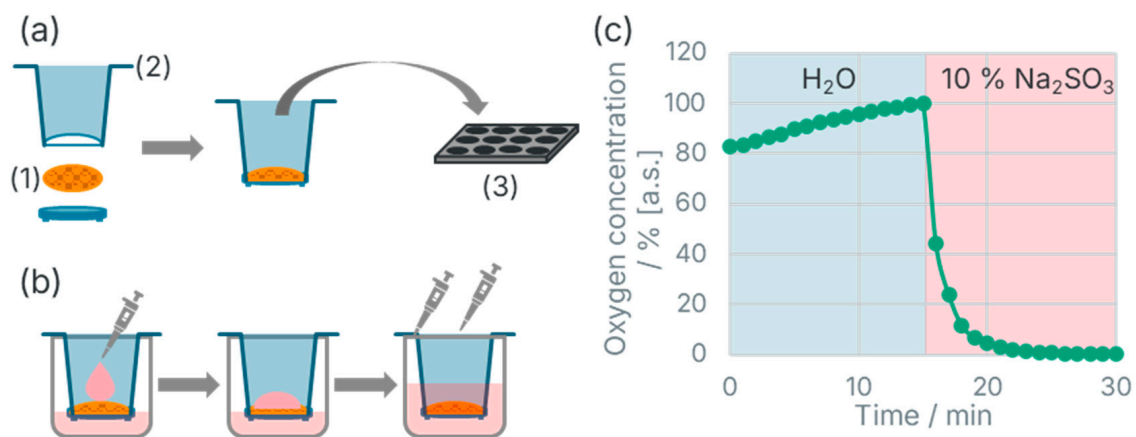 (a)
(2)
(1)
(3)
(b)
(c)
Oxygen concentration
/ % [a.s.]
120
100
80
60
40
20
0
H₂O
10 % Na₂SO₃
0
10
20
30
Time / min